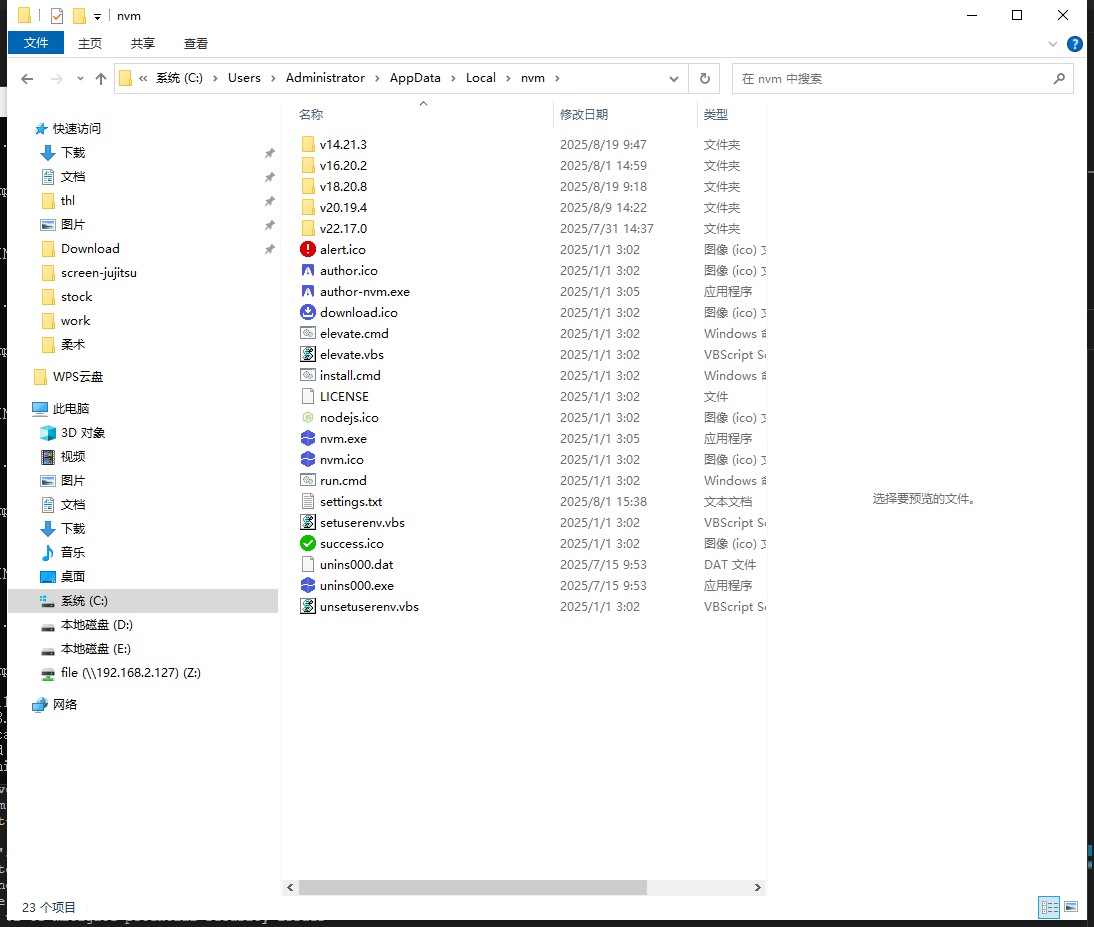 nvm
文件 主页 共享 查看
« 系统 (C:) › Users › Administrator › AppData › Local › nvm ›
在 nvm 中搜索
快速访问
下载
文档
thl
图片
Download
screen-jujitsu
stock
work
柔术
WPS云盘
此电脑
3D 对象
视频
图片
文档
下载
音乐
桌面
系统 (C:)
本地磁盘 (D:)
本地磁盘 (E:)
file (\\192.168.2.127) (Z:)
网络
名称 修改日期 类型
v14.21.3 2025/8/19 9:47 文件夹
v16.20.2 2025/8/1 14:59 文件夹
v18.20.8 2025/8/19 9:18 文件夹
v20.19.4 2025/8/9 14:22 文件夹
v22.17.0 2025/7/31 14:37 文件夹
alert.ico 2025/1/1 3:02 图像 (ico)
author.ico 2025/1/1 3:02 图像 (ico)
author-nvm.exe 2025/1/1 3:05 应用程序
download.ico 2025/1/1 3:02 图像 (ico)
elevate.cmd 2025/1/1 3:02 Windows
elevate.vbs 2025/1/1 3:02 VBScript
install.cmd 2025/1/1 3:02 Windows
LICENSE 2025/1/1 3:02 文件
nodejs.ico 2025/1/1 3:02 图像 (ico)
nvm.exe 2025/1/1 3:05 应用程序
nvm.ico 2025/1/1 3:02 图像 (ico)
run.cmd 2025/1/1 3:02 Windows
settings.txt 2025/8/1 15:38 文本文档
setuserenv.vbs 2025/1/1 3:02 VBScript
success.ico 2025/1/1 3:02 图像 (ico)
unins000.dat 2025/7/15 9:53 DAT 文件
unins000.exe 2025/7/15 9:53 应用程序
unsetuserenv.vbs 2025/1/1 3:02 VBScript
选择要预览的文件。
23 个项目